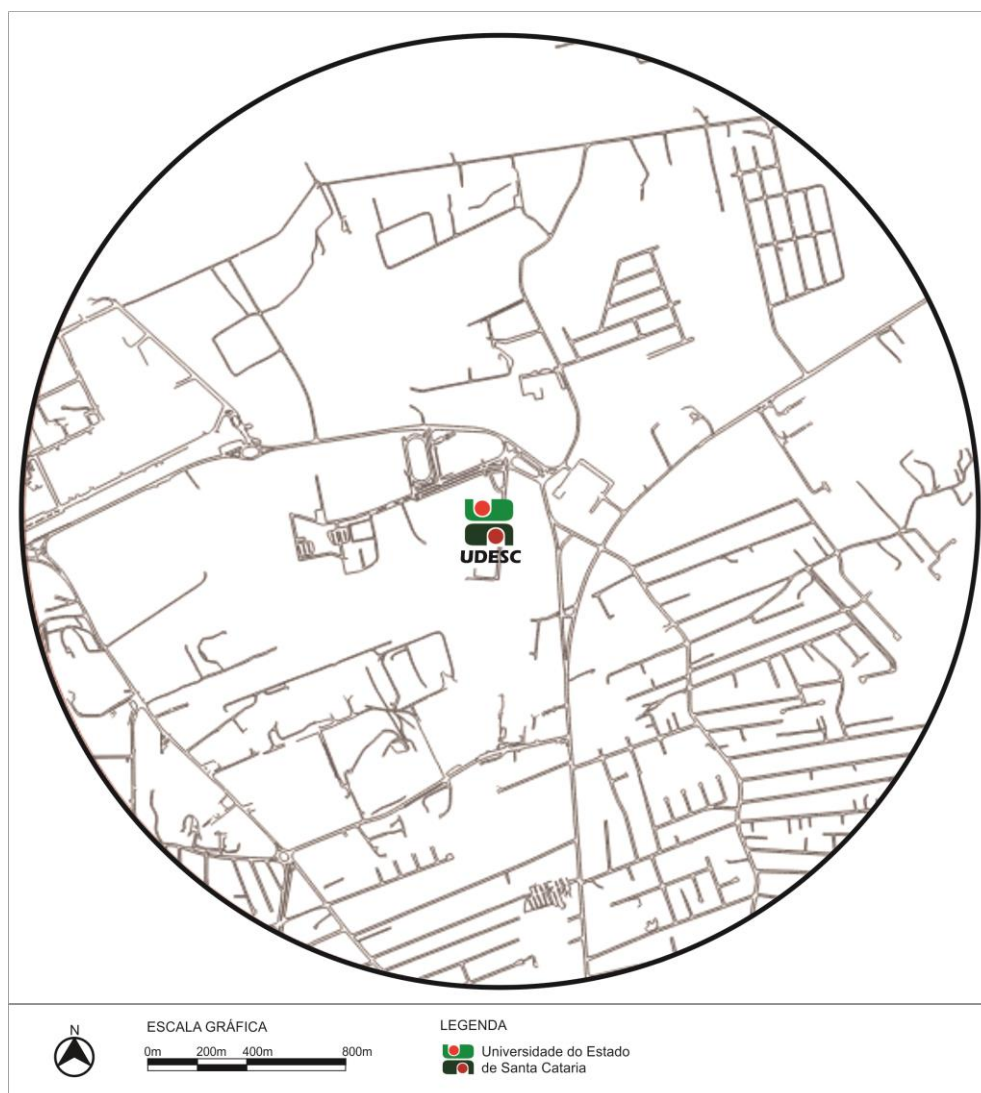 UDESC
N
ESCALA GRÁFICA
0m 200m 400m 800m
LEGENDA
Universidade do Estado
de Santa Cataria